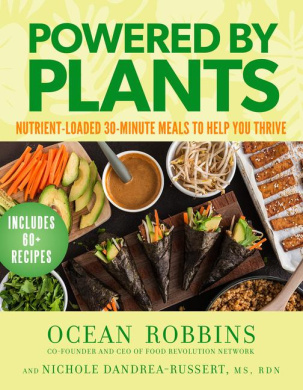 POWERED BY
PLANTS
NUTRIENT-LOADED 30-MINUTE MEALS TO HELP YOU THRIVE
INCLUDES
60+
RECIPES
OCEAN ROBBINS
CO-FOUNDER AND CEO OF FOOD REVOLUTION NETWORK
AND NICHOLE DANDREA-RUSSERT, MS, RDN